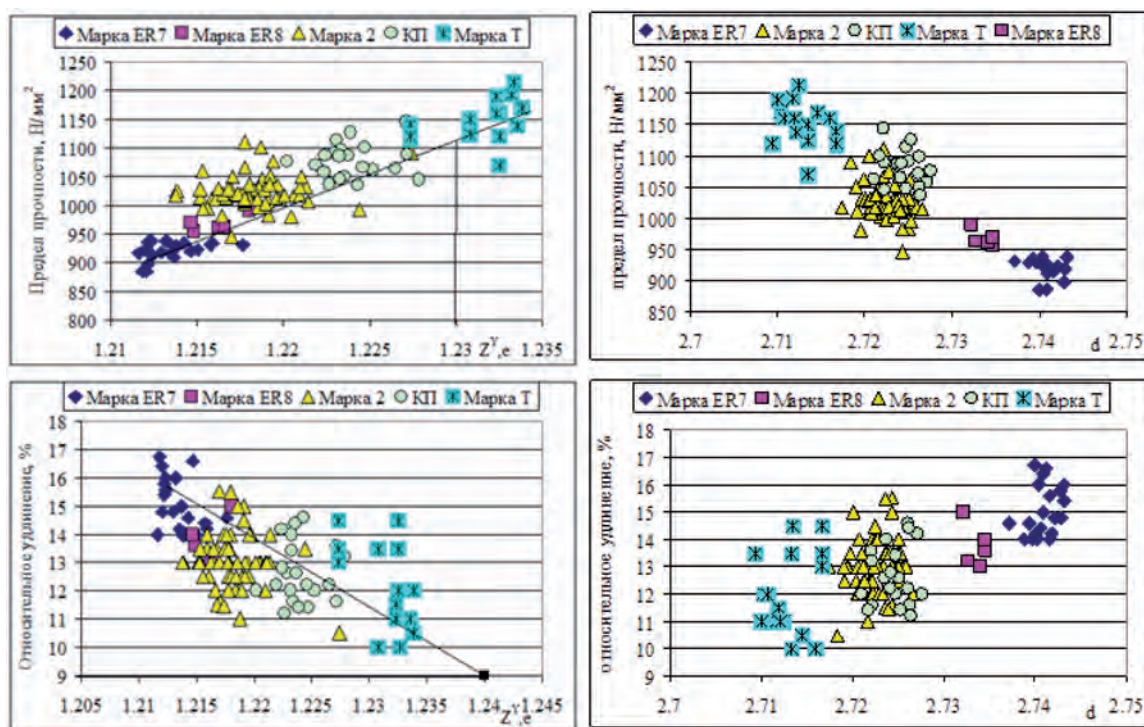 Марка ER7 Марка ER8 Марка 2 КП Марка Т
Предел прочности, Н/мм²
1250
1200
1150
1100
1050
1000
950
900
850
800
1.21 1.215 1.22 1.225 1.23 1.235
Zʸ,e
Марка ER7 Марка 2 КП Марка Т Марка ER8
предел прочности, Н/мм²
1250
1200
1150
1100
1050
1000
950
900
850
2.7 2.71 2.72 2.73 2.74 2.75
d
Марка ER7 Марка ER8 Марка 2 КП Марка Т
Относительное удлинение, %
18
17
16
15
14
13
12
11
10
9
1.205 1.21 1.215 1.22 1.225 1.23 1.235 1.24 1.245
Zʸ,e
Марка ER7 Марка ER8 Марка 2 КП Марка Т
относительное удлинение, %
18
17
16
15
14
13
12
11
10
9
2.7 2.71 2.72 2.73 2.74 2.75
d